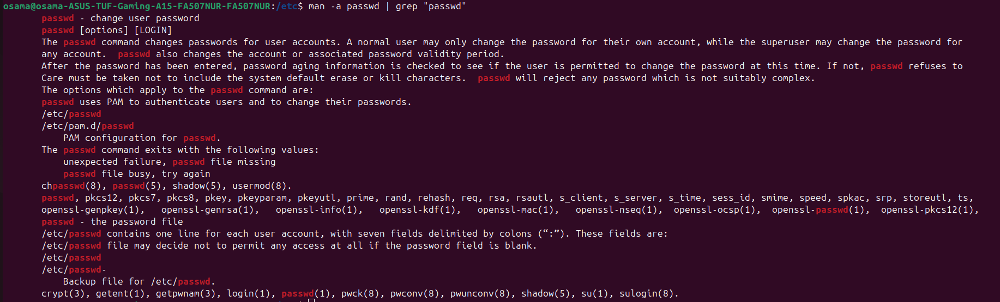 osama@osama-ASUS-TUF-Gaming-A15-FA507NUR-FA507NUR:/etc$ man -a passwd | grep "passwd"
passwd - change user password
passwd [options] [LOGIN]
The passwd command changes passwords for user accounts. A normal user may only change the password for their own account, while the superuser may change the password for
any account.  passwd also changes the account or associated password validity period.
After the password has been entered, password aging information is checked to see if the user is permitted to change the password at this time. If not, passwd refuses to
Care must be taken not to include the system default erase or kill characters.  passwd will reject any password which is not suitably complex.
The options which apply to the passwd command are:
passwd uses PAM to authenticate users and to change their passwords.
/etc/passwd
/etc/pam.d/passwd
PAM configuration for passwd.
The passwd command exits with the following values:
unexpected failure, passwd file missing
passwd file busy, try again
chpasswd(8), passwd(5), shadow(5), usermod(8).
passwd, pkcs12, pkcs7, pkcs8, pkey, pkeyparam, pkeyutl, prime, rand, rehash, req, rsa, rsautl, s_client, s_server, s_time, sess_id, smime, speed, spkac, srp, storeutl, ts,
openssl-genpkey(1),   openssl-genrsa(1),   openssl-info(1),   openssl-kdf(1),   openssl-mac(1),   openssl-nseq(1),  openssl-ocsp(1),  openssl-passwd(1),  openssl-pkcs12(1),
passwd - the password file
/etc/passwd contains one line for each user account, with seven fields delimited by colons (“:”). These fields are:
/etc/passwd file may decide not to permit any access at all if the password field is blank.
/etc/passwd
/etc/passwd-
Backup file for /etc/passwd.
crypt(3), getent(1), getpwnam(3), login(1), passwd(1), pwck(8), pwconv(8), pwunconv(8), shadow(5), su(1), sulogin(8).